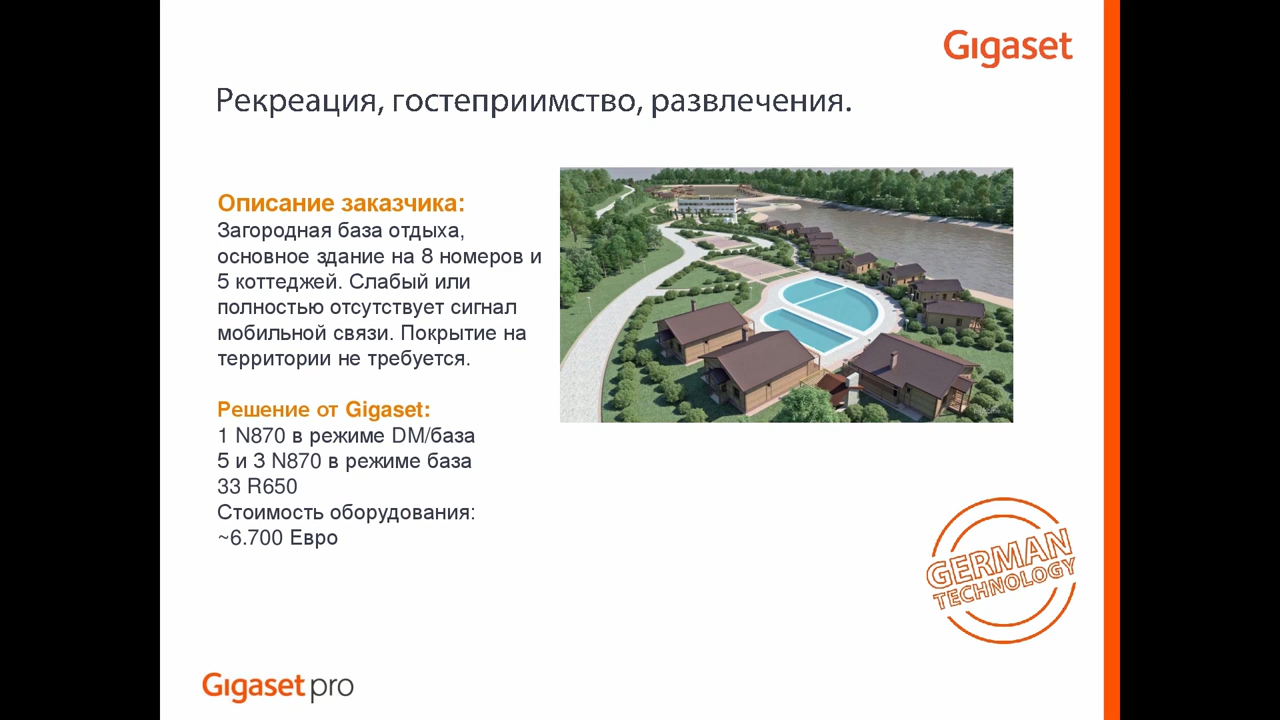 Gigaset
Рекреация, гостеприимство, развлечения.
Описание заказчика:
Загородная база отдыха,
основное здание на 8 номеров и
5 коттеджей. Слабый или
полностью отсутствует сигнал
мобильной связи. Покрытие на
территории не требуется.
Решение от Gigaset:
1 N870 в режиме DM/база
5 и 3 N870 в режиме база
33 R650
Стоимость оборудования:
~6.700 Евро
GERMAN
TECHNOLOGY
Gigaset pro